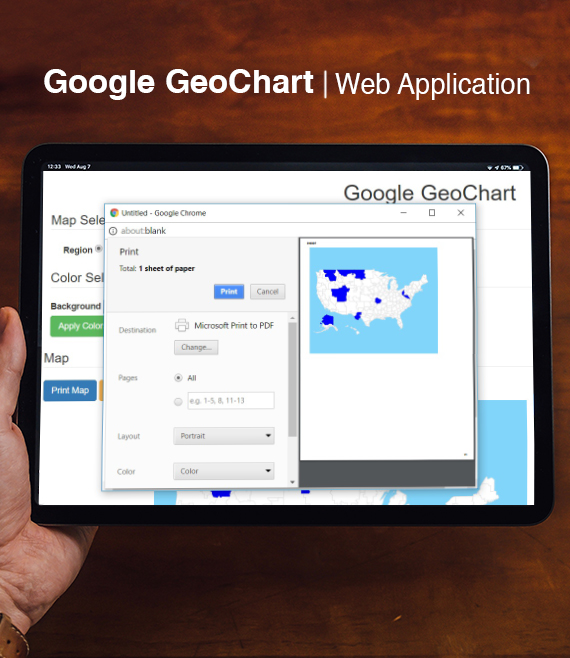 Google GeoChart | Web Application
12:33 Wed Aug 7
67%
Google GeoChart
Untitled - Google Chrome
Map Sele
about:blank
Region
Print
Total: 1 sheet of paper
Color Sel
Print Cancel
Background
Apply Color
Destination Microsoft Print to PDF
Change...
Map
Pages All
Print Map
e.g. 1-5, 8, 11-13
Layout Portrait
Color Color